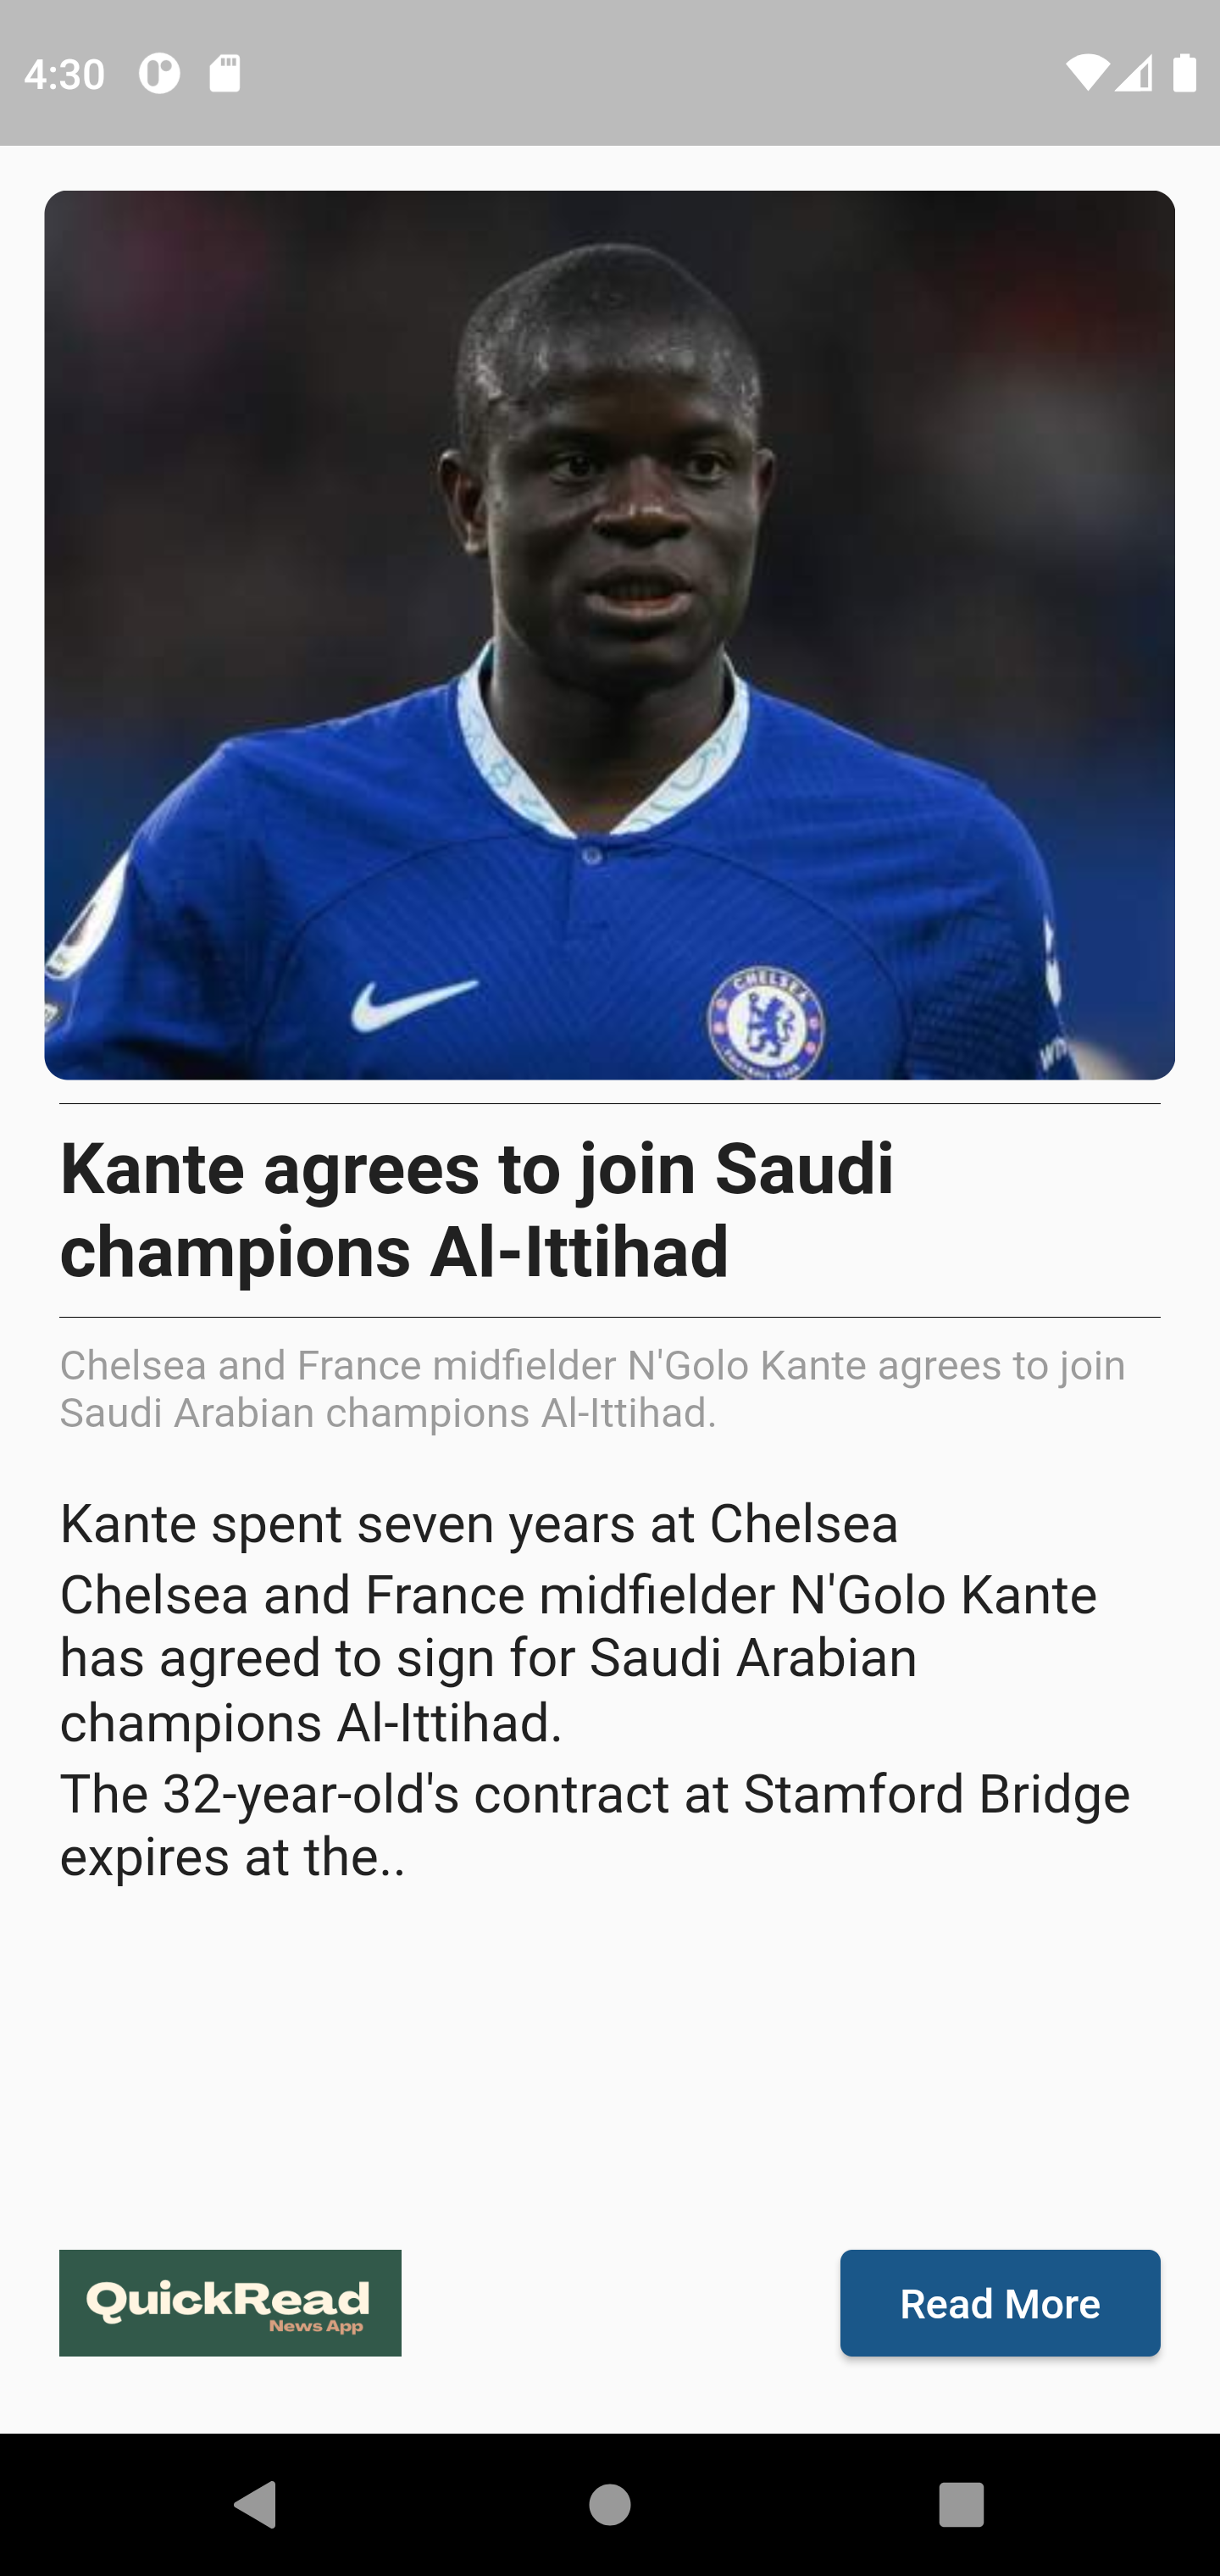 4:30
CHELSEA
Kante agrees to join Saudi
champions Al-Ittihad
Chelsea and France midfielder N'Golo Kante agrees to join
Saudi Arabian champions Al-Ittihad.
Kante spent seven years at Chelsea
Chelsea and France midfielder N'Golo Kante
has agreed to sign for Saudi Arabian
champions Al-Ittihad.
The 32-year-old's contract at Stamford Bridge
expires at the..
QuickRead
News App
Read More